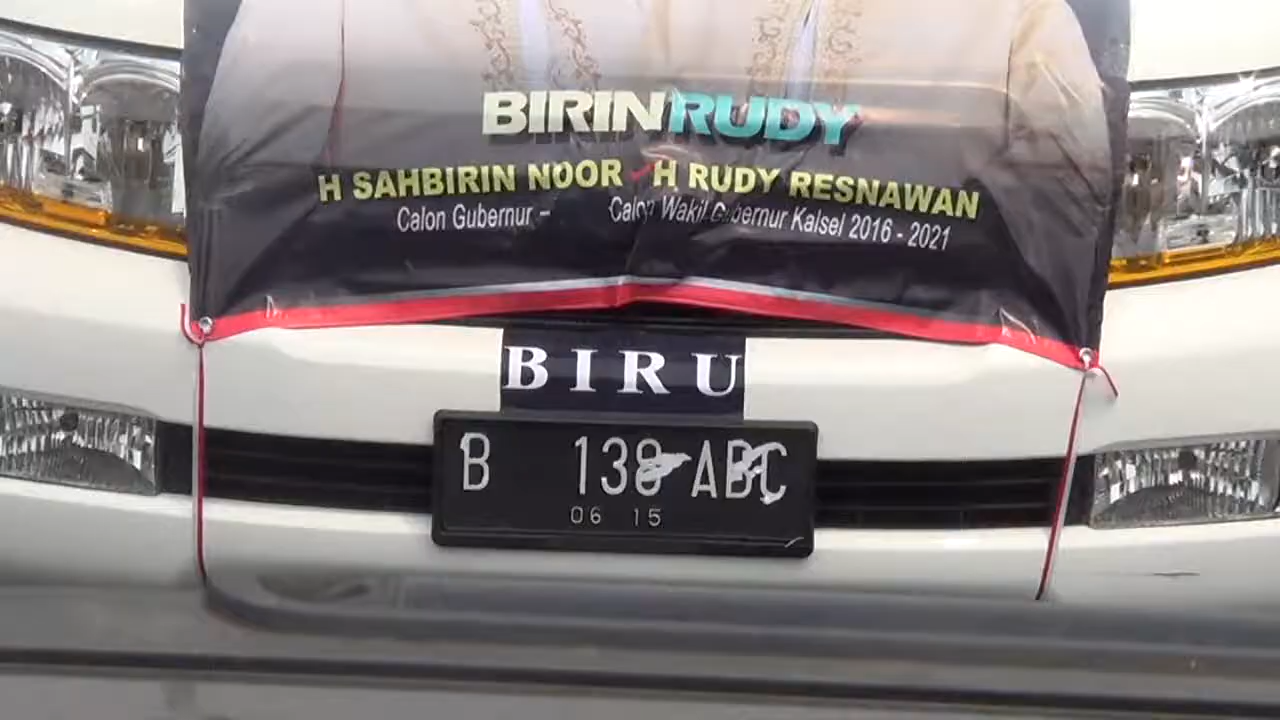 BIRINRUDY
H SAHBIRIN NOOR - H RUDY RESNAWAN
Calon Gubernur - Calon Wakil Gubernur Kalsel 2016 - 2021
BIRU
B 138 ABC
06 15